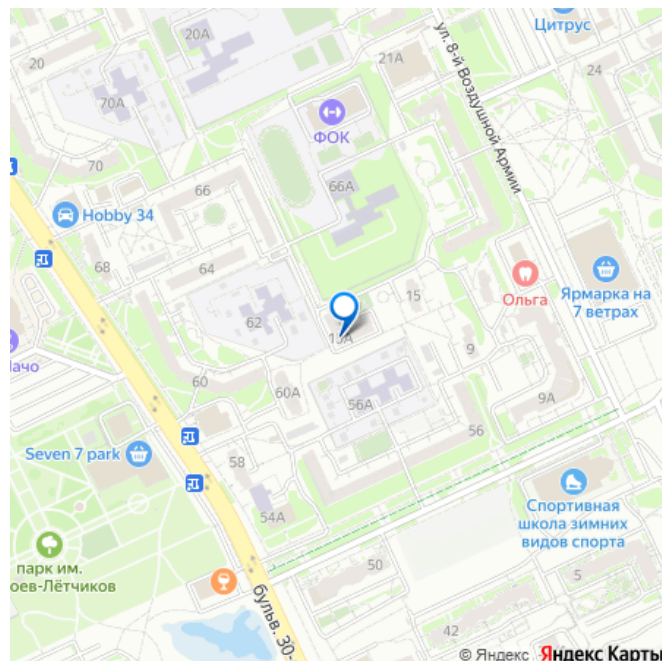 Цитрус
20А
21А
20
ул. 8-й Воздушной Армии
24
70А
ФОК
70
66
66А
Hobby 34
68
64
15
Ольга
Ярмарка на
7 ветрах
62
9
60
60А
56А
9А
56
Seven 7 park
58
Спортивная
школа зимних
видов спорта
54А
парк им.
оев-Лётчиков
50
5
бульв. 30-
42
© Яндекс Яндекс Карты